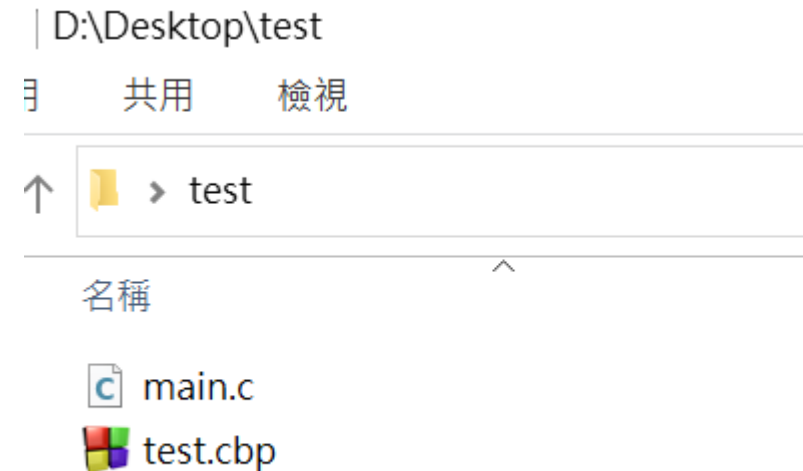 D:\Desktop\test
共用 檢視
test
名稱
main.c
test.cbp